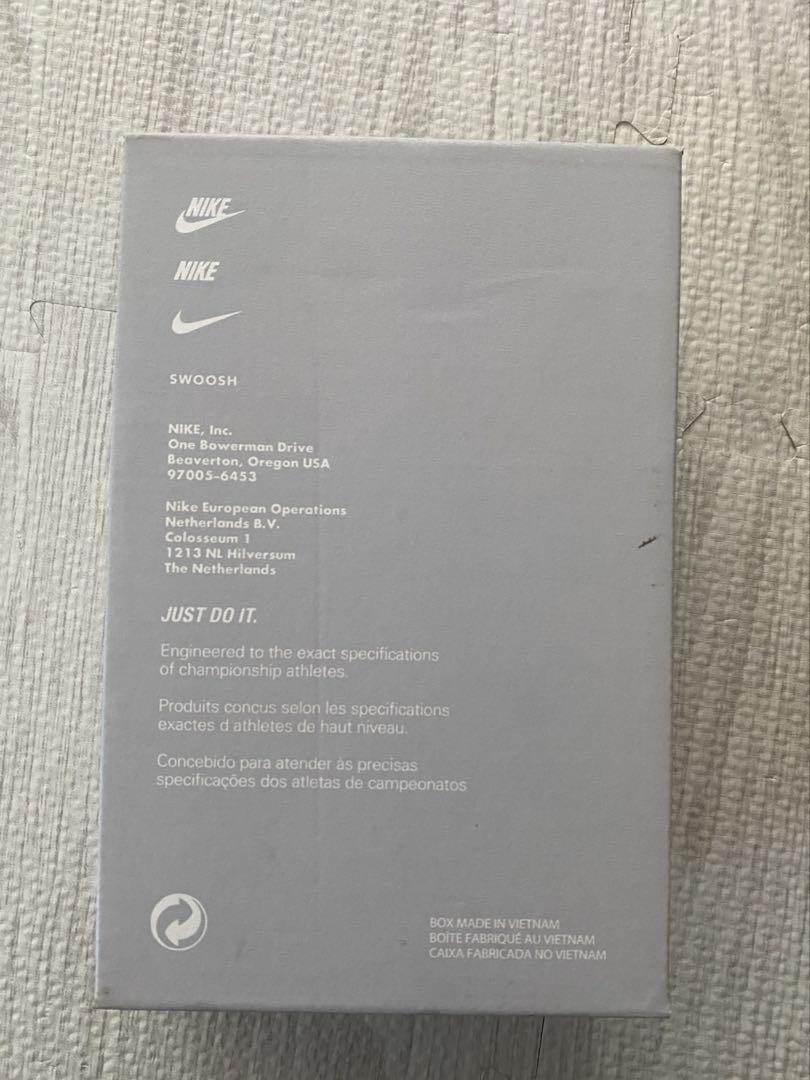 NIKE
NIKE
SWOOSH
NIKE, Inc.
One Bowerman Drive
Beaverton, Oregon USA
97005-6453
Nike European Operations
Netherlands B.V.
Colosseum 1
1213 NL Hilversum
The Netherlands
JUST DO IT.
Engineered to the exact specifications
of championship athletes.
Produits concus selon les specifications
exactes d athletes de haut niveau.
Concebido para atender às precisas
specificações dos atletas de campeonatos
BOX MADE IN VIETNAM
BOÎTE FABRIQUÉ AU VIETNAM
CAIXA FABRICADA NO VIETNAM